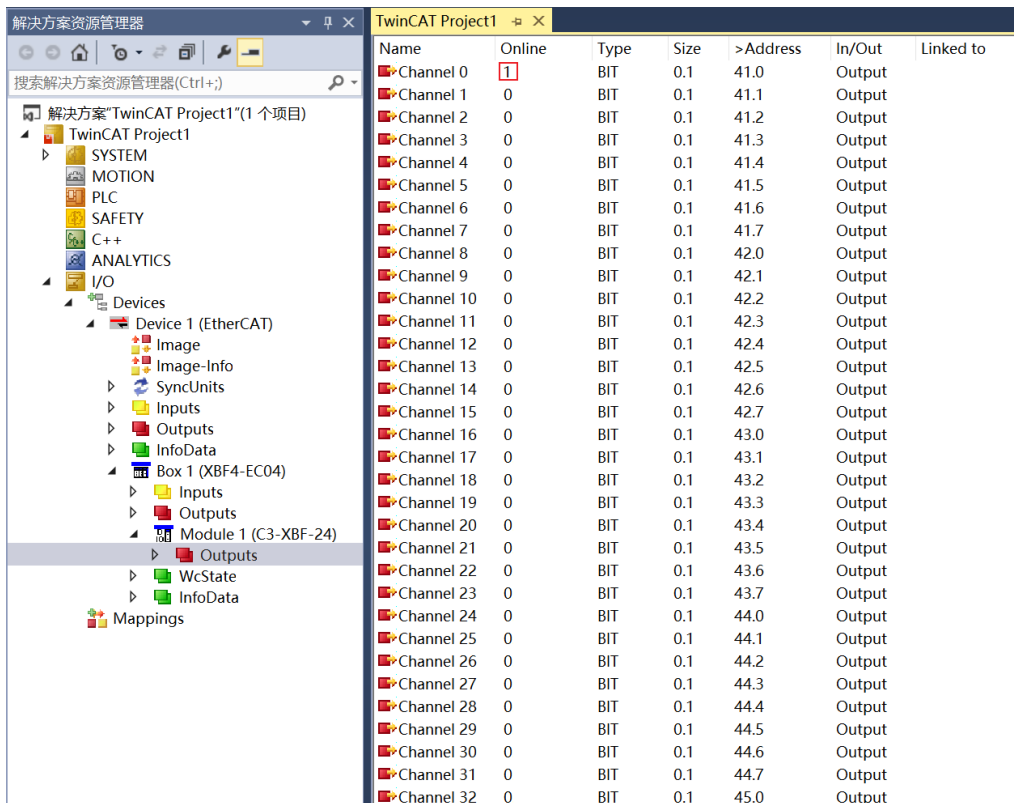 解决方案资源管理器
搜索解决方案资源管理器(Ctrl+;)
解决方案"TwinCAT Project1"(1 个项目)
TwinCAT Project1
SYSTEM
MOTION
PLC
SAFETY
C++
ANALYTICS
I/O
Devices
Device 1 (EtherCAT)
Image
Image-Info
SyncUnits
Inputs
Outputs
InfoData
Box 1 (XBF4-EC04)
Inputs
Outputs
Module 1 (C3-XBF-24)
Outputs
WcState
InfoData
Mappings
TwinCAT Project1
Name Online Type Size >Address In/Out Linked to
Channel 0 1 BIT 0.1 41.0 Output
Channel 1 0 BIT 0.1 41.1 Output
Channel 2 0 BIT 0.1 41.2 Output
Channel 3 0 BIT 0.1 41.3 Output
Channel 4 0 BIT 0.1 41.4 Output
Channel 5 0 BIT 0.1 41.5 Output
Channel 6 0 BIT 0.1 41.6 Output
Channel 7 0 BIT 0.1 41.7 Output
Channel 8 0 BIT 0.1 42.0 Output
Channel 9 0 BIT 0.1 42.1 Output
Channel 10 0 BIT 0.1 42.2 Output
Channel 11 0 BIT 0.1 42.3 Output
Channel 12 0 BIT 0.1 42.4 Output
Channel 13 0 BIT 0.1 42.5 Output
Channel 14 0 BIT 0.1 42.6 Output
Channel 15 0 BIT 0.1 42.7 Output
Channel 16 0 BIT 0.1 43.0 Output
Channel 17 0 BIT 0.1 43.1 Output
Channel 18 0 BIT 0.1 43.2 Output
Channel 19 0 BIT 0.1 43.3 Output
Channel 20 0 BIT 0.1 43.4 Output
Channel 21 0 BIT 0.1 43.5 Output
Channel 22 0 BIT 0.1 43.6 Output
Channel 23 0 BIT 0.1 43.7 Output
Channel 24 0 BIT 0.1 44.0 Output
Channel 25 0 BIT 0.1 44.1 Output
Channel 26 0 BIT 0.1 44.2 Output
Channel 27 0 BIT 0.1 44.3 Output
Channel 28 0 BIT 0.1 44.4 Output
Channel 29 0 BIT 0.1 44.5 Output
Channel 30 0 BIT 0.1 44.6 Output
Channel 31 0 BIT 0.1 44.7 Output
Channel 32 0 BIT 0.1 45.0 Output